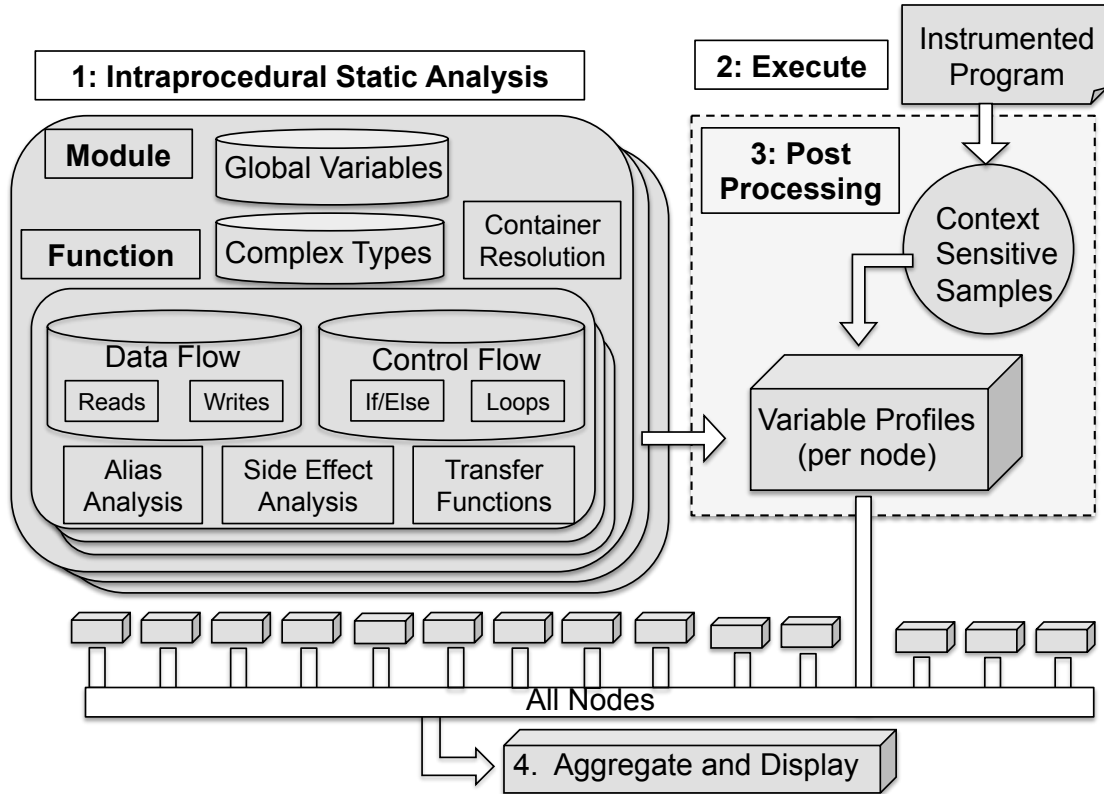 1: Intraprocedural Static Analysis
Module
Global Variables
Function
Complex Types
Container
Resolution
Data Flow
Reads
Writes
Control Flow
If/Else
Loops
Alias
Analysis
Side Effect
Analysis
Transfer
Functions
2: Execute
Instrumented
Program
3: Post
Processing
Context
Sensitive
Samples
Variable Profiles
(per node)
All Nodes
4. Aggregate and Display